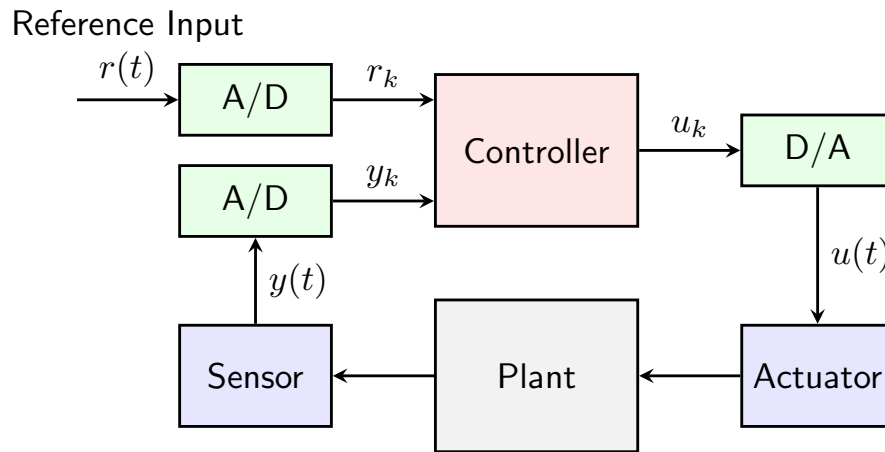 Reference Input
r(t)
A/D
r_k
Controller
u_k
D/A
A/D
y_k
y(t)
u(t)
Sensor
Plant
Actuator